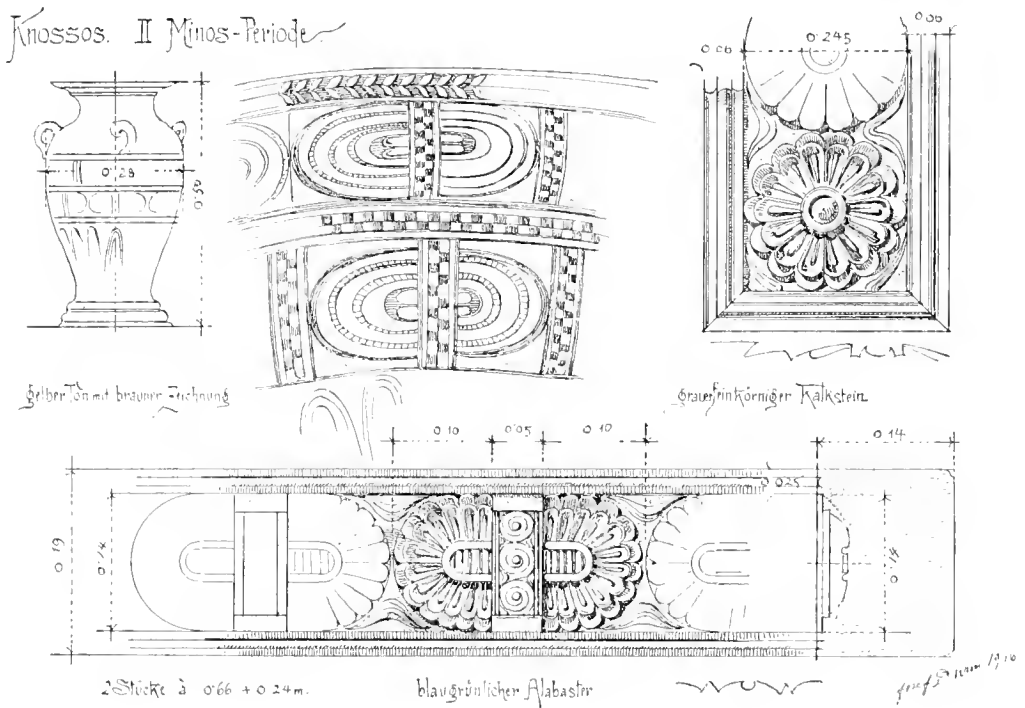 Knossos. II Minos-Periode
0·28
0·50
gelber Ton mit brauner Zeichnung
0·06
0·245
0·06
grauer feinkörniger Kalkstein
0·10
0·05
0·10
0·14
0·025
0·19
0·14
0·14
2 Stücke à 0·66 + 0·24 m.
blaugrünlicher Alabaster
Josef